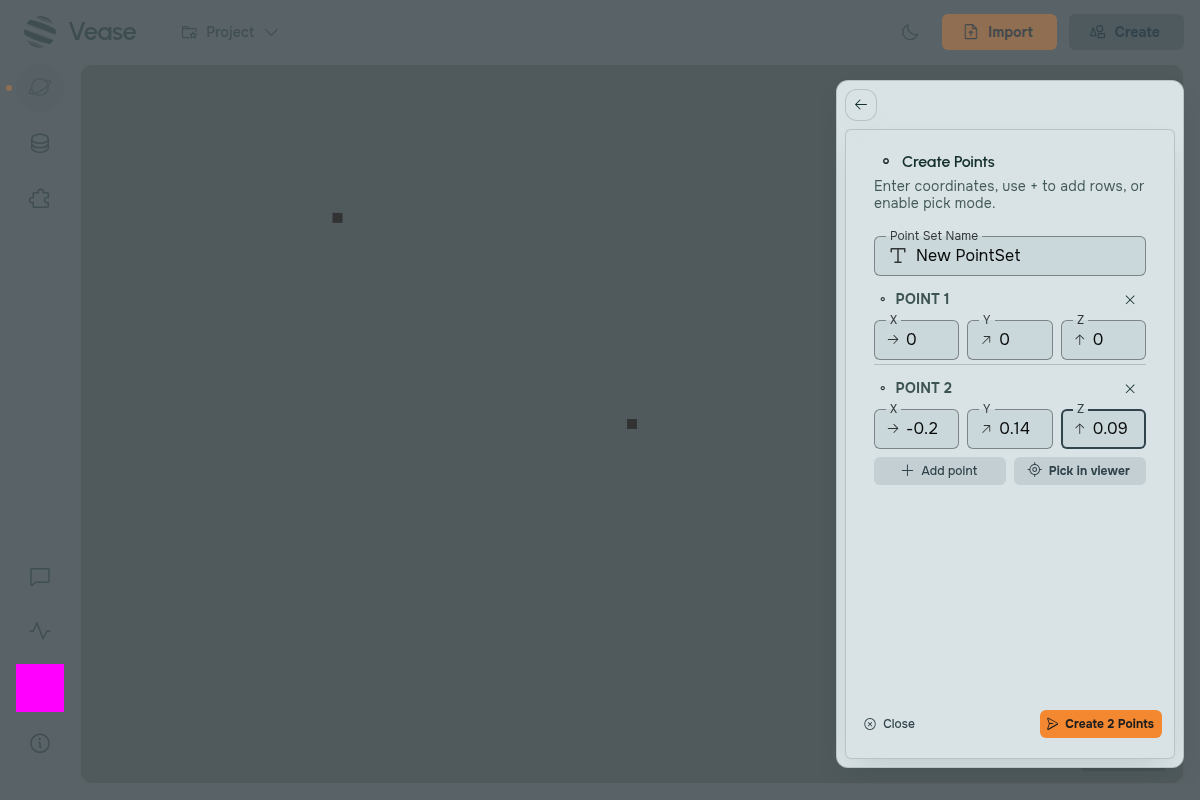 Vease
Project
Import
Create
Create Points
Enter coordinates, use + to add rows, or
enable pick mode.
Point Set Name
New PointSet
POINT 1
X Y Z
0 0 0
POINT 2
X Y Z
-0.2 0.14 0.09
Add point
Pick in viewer
Close
Create 2 Points